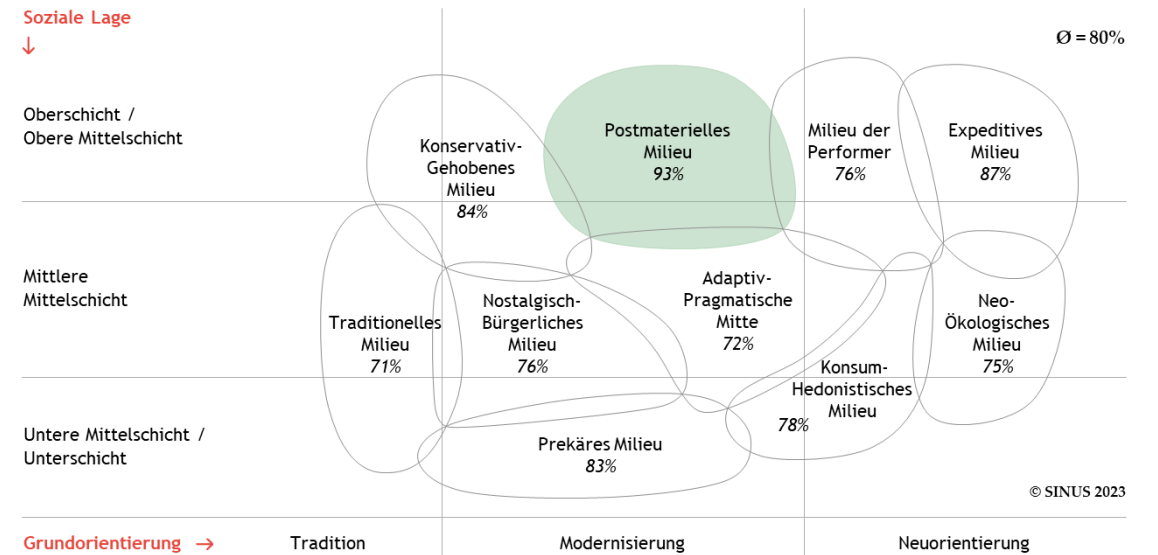 Soziale Lage
↓
Ø = 80%
Oberschicht /
Obere Mittelschicht
Konservativ-
Gehobenes
Milieu
84%
Postmaterielles
Milieu
93%
Milieu der
Performer
76%
Expeditives
Milieu
87%
Mittlere
Mittelschicht
Traditionelles
Milieu
71%
Nostalgisch-
Bürgerliches
Milieu
76%
Adaptiv-
Pragmatische
Mitte
72%
Konsum-
Hedonistisches
Milieu
78%
Neo-
Ökologisches
Milieu
75%
Untere Mittelschicht /
Unterschicht
Prekäres Milieu
83%
© SINUS 2023
Grundorientierung → Tradition Modernisierung Neuorientierung